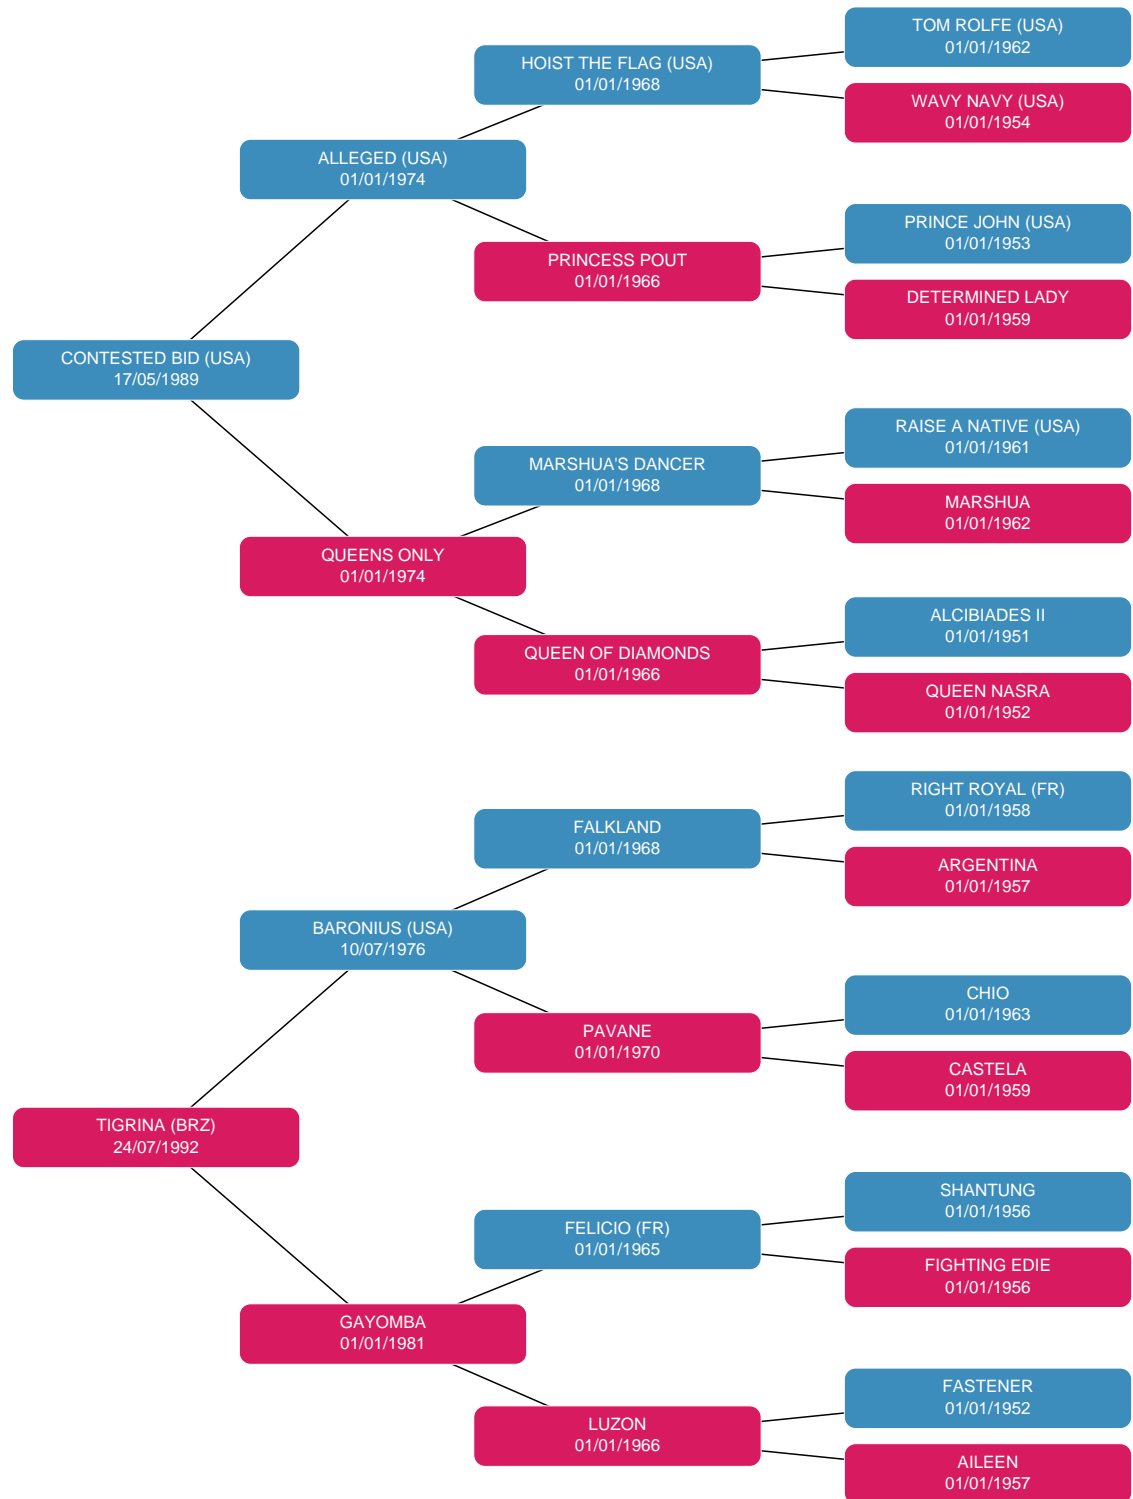 TOM ROLFE (USA)
01/01/1962
HOIST THE FLAG (USA)
01/01/1968
WAVY NAVY (USA)
01/01/1954
ALLEGED (USA)
01/01/1974
PRINCE JOHN (USA)
01/01/1953
PRINCESS POUT
01/01/1966
DETERMINED LADY
01/01/1959
CONTESTED BID (USA)
17/05/1989
RAISE A NATIVE (USA)
01/01/1961
MARSHUA'S DANCER
01/01/1968
MARSHUA
01/01/1962
QUEENS ONLY
01/01/1974
ALCIBIADES II
01/01/1951
QUEEN OF DIAMONDS
01/01/1966
QUEEN NASRA
01/01/1952
RIGHT ROYAL (FR)
01/01/1958
FALKLAND
01/01/1968
ARGENTINA
01/01/1957
BARONIUS (USA)
10/07/1976
CHIO
01/01/1963
PAVANE
01/01/1970
CASTELA
01/01/1959
TIGRINA (BRZ)
24/07/1992
SHANTUNG
01/01/1956
FELICIO (FR)
01/01/1965
FIGHTING EDIE
01/01/1956
GAYOMBA
01/01/1981
FASTENER
01/01/1952
LUZON
01/01/1966
AILEEN
01/01/1957